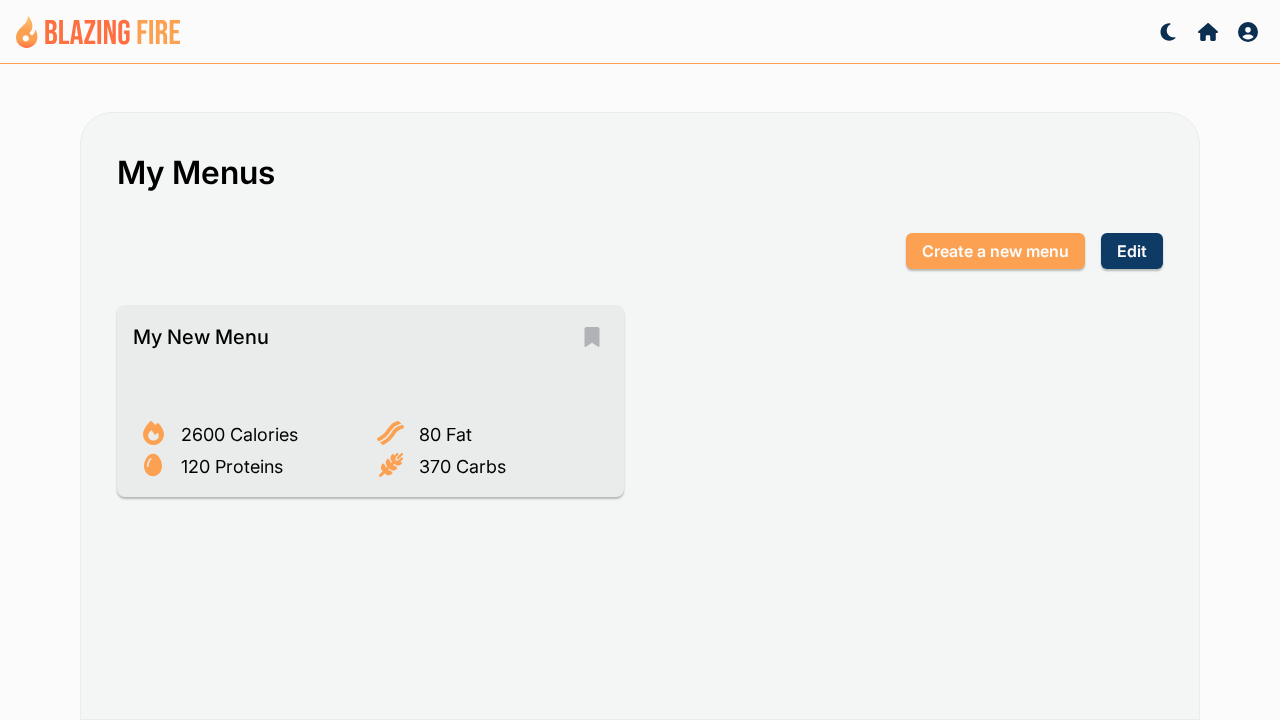 BLAZING FIRE
My Menus
Create a new menu
Edit
My New Menu
2600 Calories
80 Fat
120 Proteins
370 Carbs